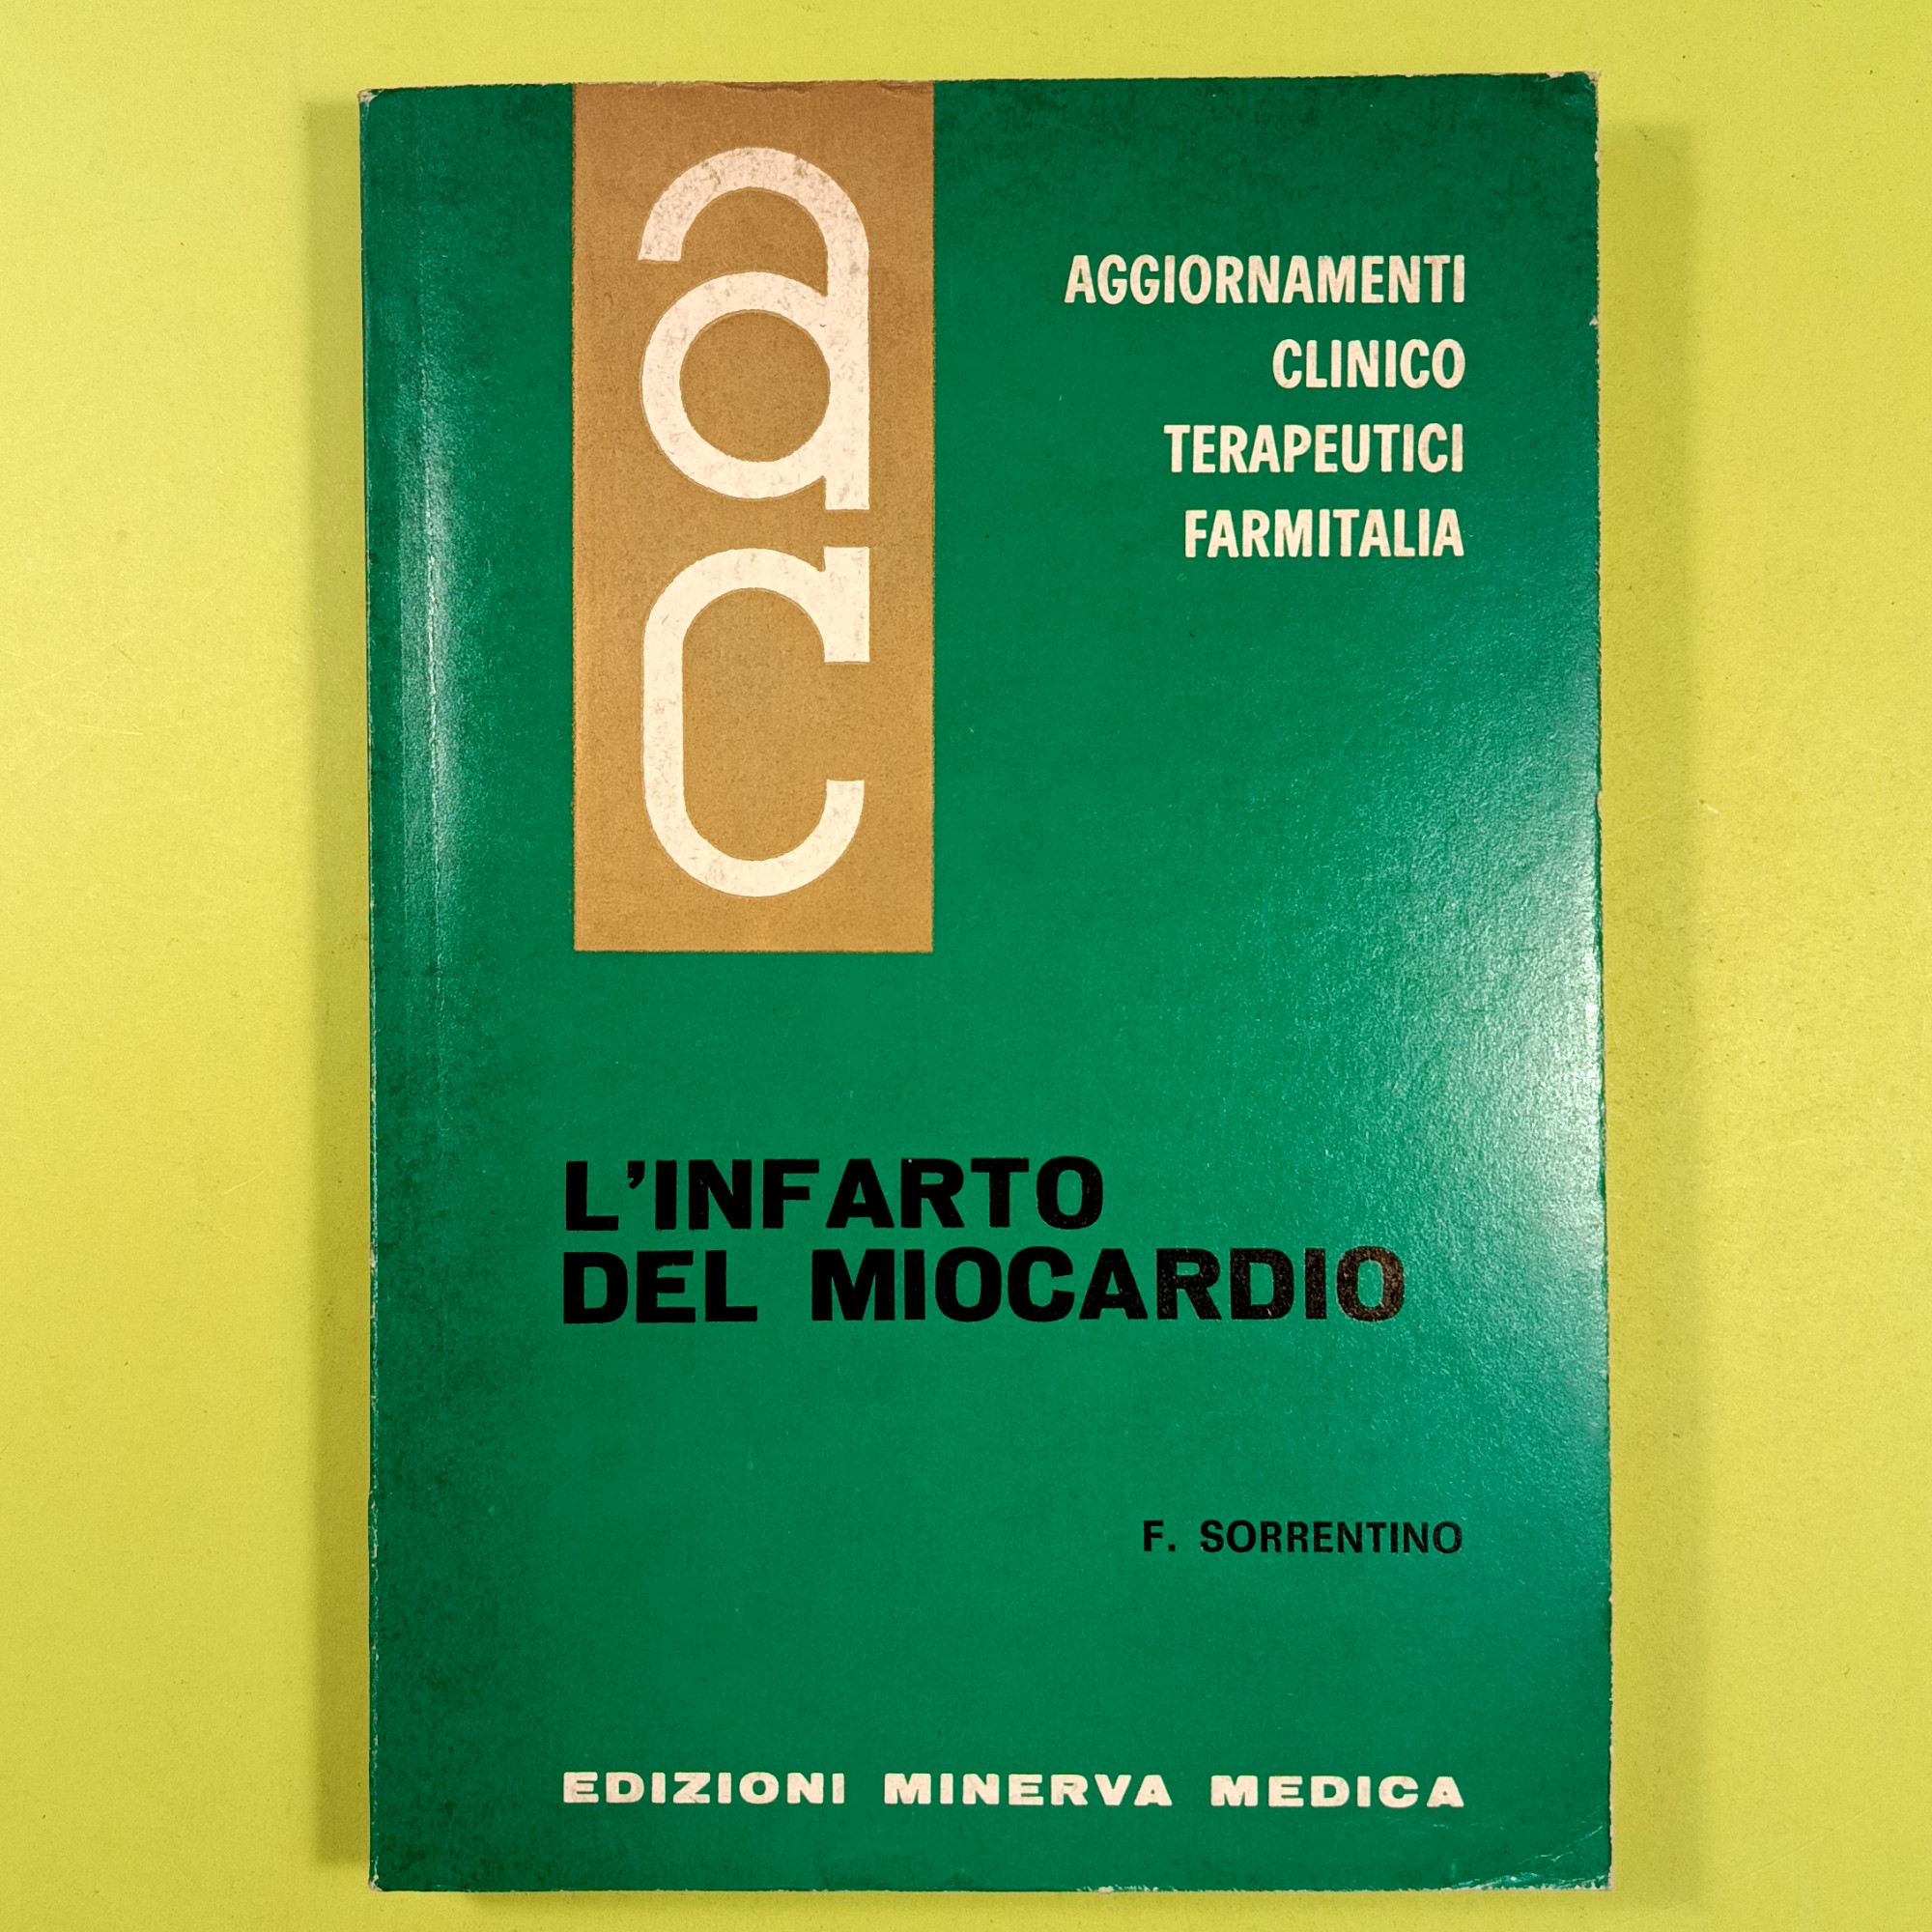 ac
AGGIORNAMENTI
CLINICO
TERAPEUTICI
FARMITALIA
L'INFARTO
DEL MIOCARDIO
F. SORRENTINO
EDIZIONI MINERVA MEDICA